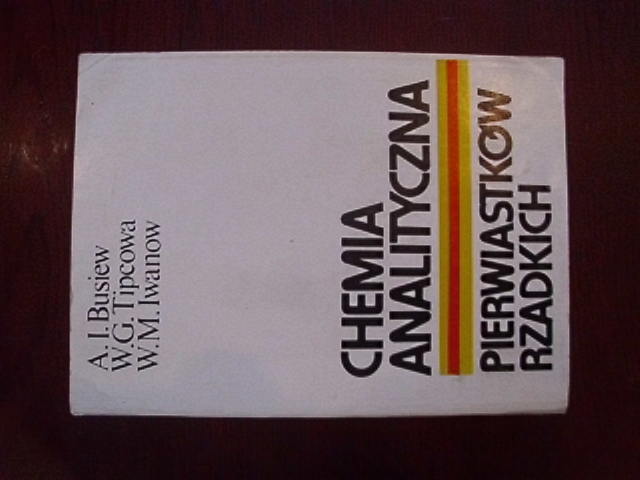 A. I. Busiew
W. G. Tipcowa
W. M. Iwanow
CHEMIA
ANALITYCZNA
PIERWIASTKÓW
RZADKICH